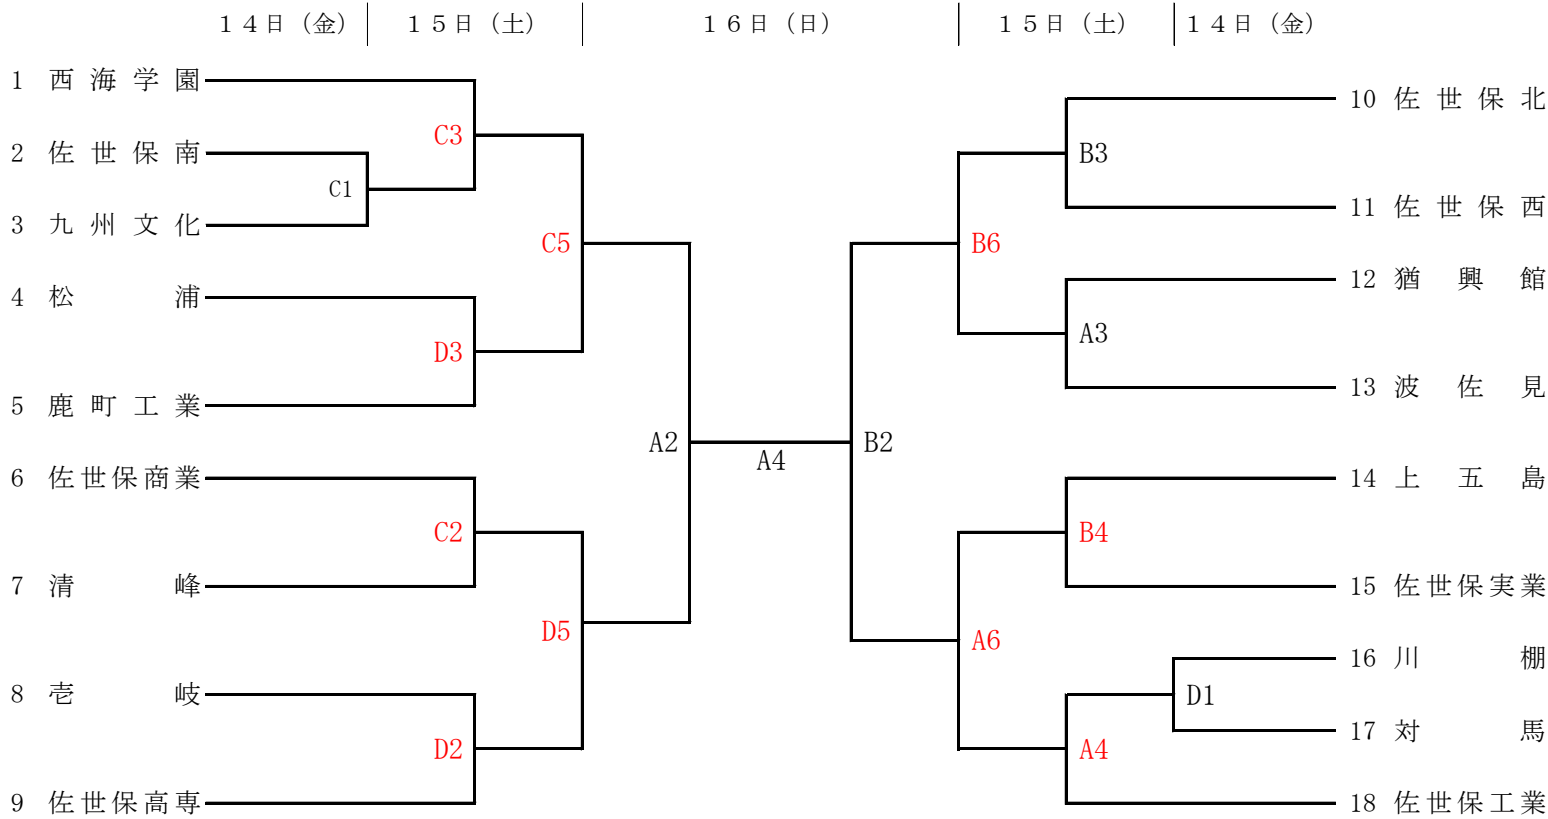 １４日（金） １５日（土） １６日（日） １５日（土） １４日（金）
1 西海学園
2 佐世保南
3 九州文化
4 松浦
5 鹿町工業
6 佐世保商業
7 清峰
8 壱岐
9 佐世保高専
C1
C3
D3
C2
D2
C5
D5
A2
A4
B2
B6
A6
B3
A3
B4
A4
D1
10 佐世保北
11 佐世保西
12 猶興館
13 波佐見
14 上五島
15 佐世保実業
16 川棚
17 対馬
18 佐世保工業